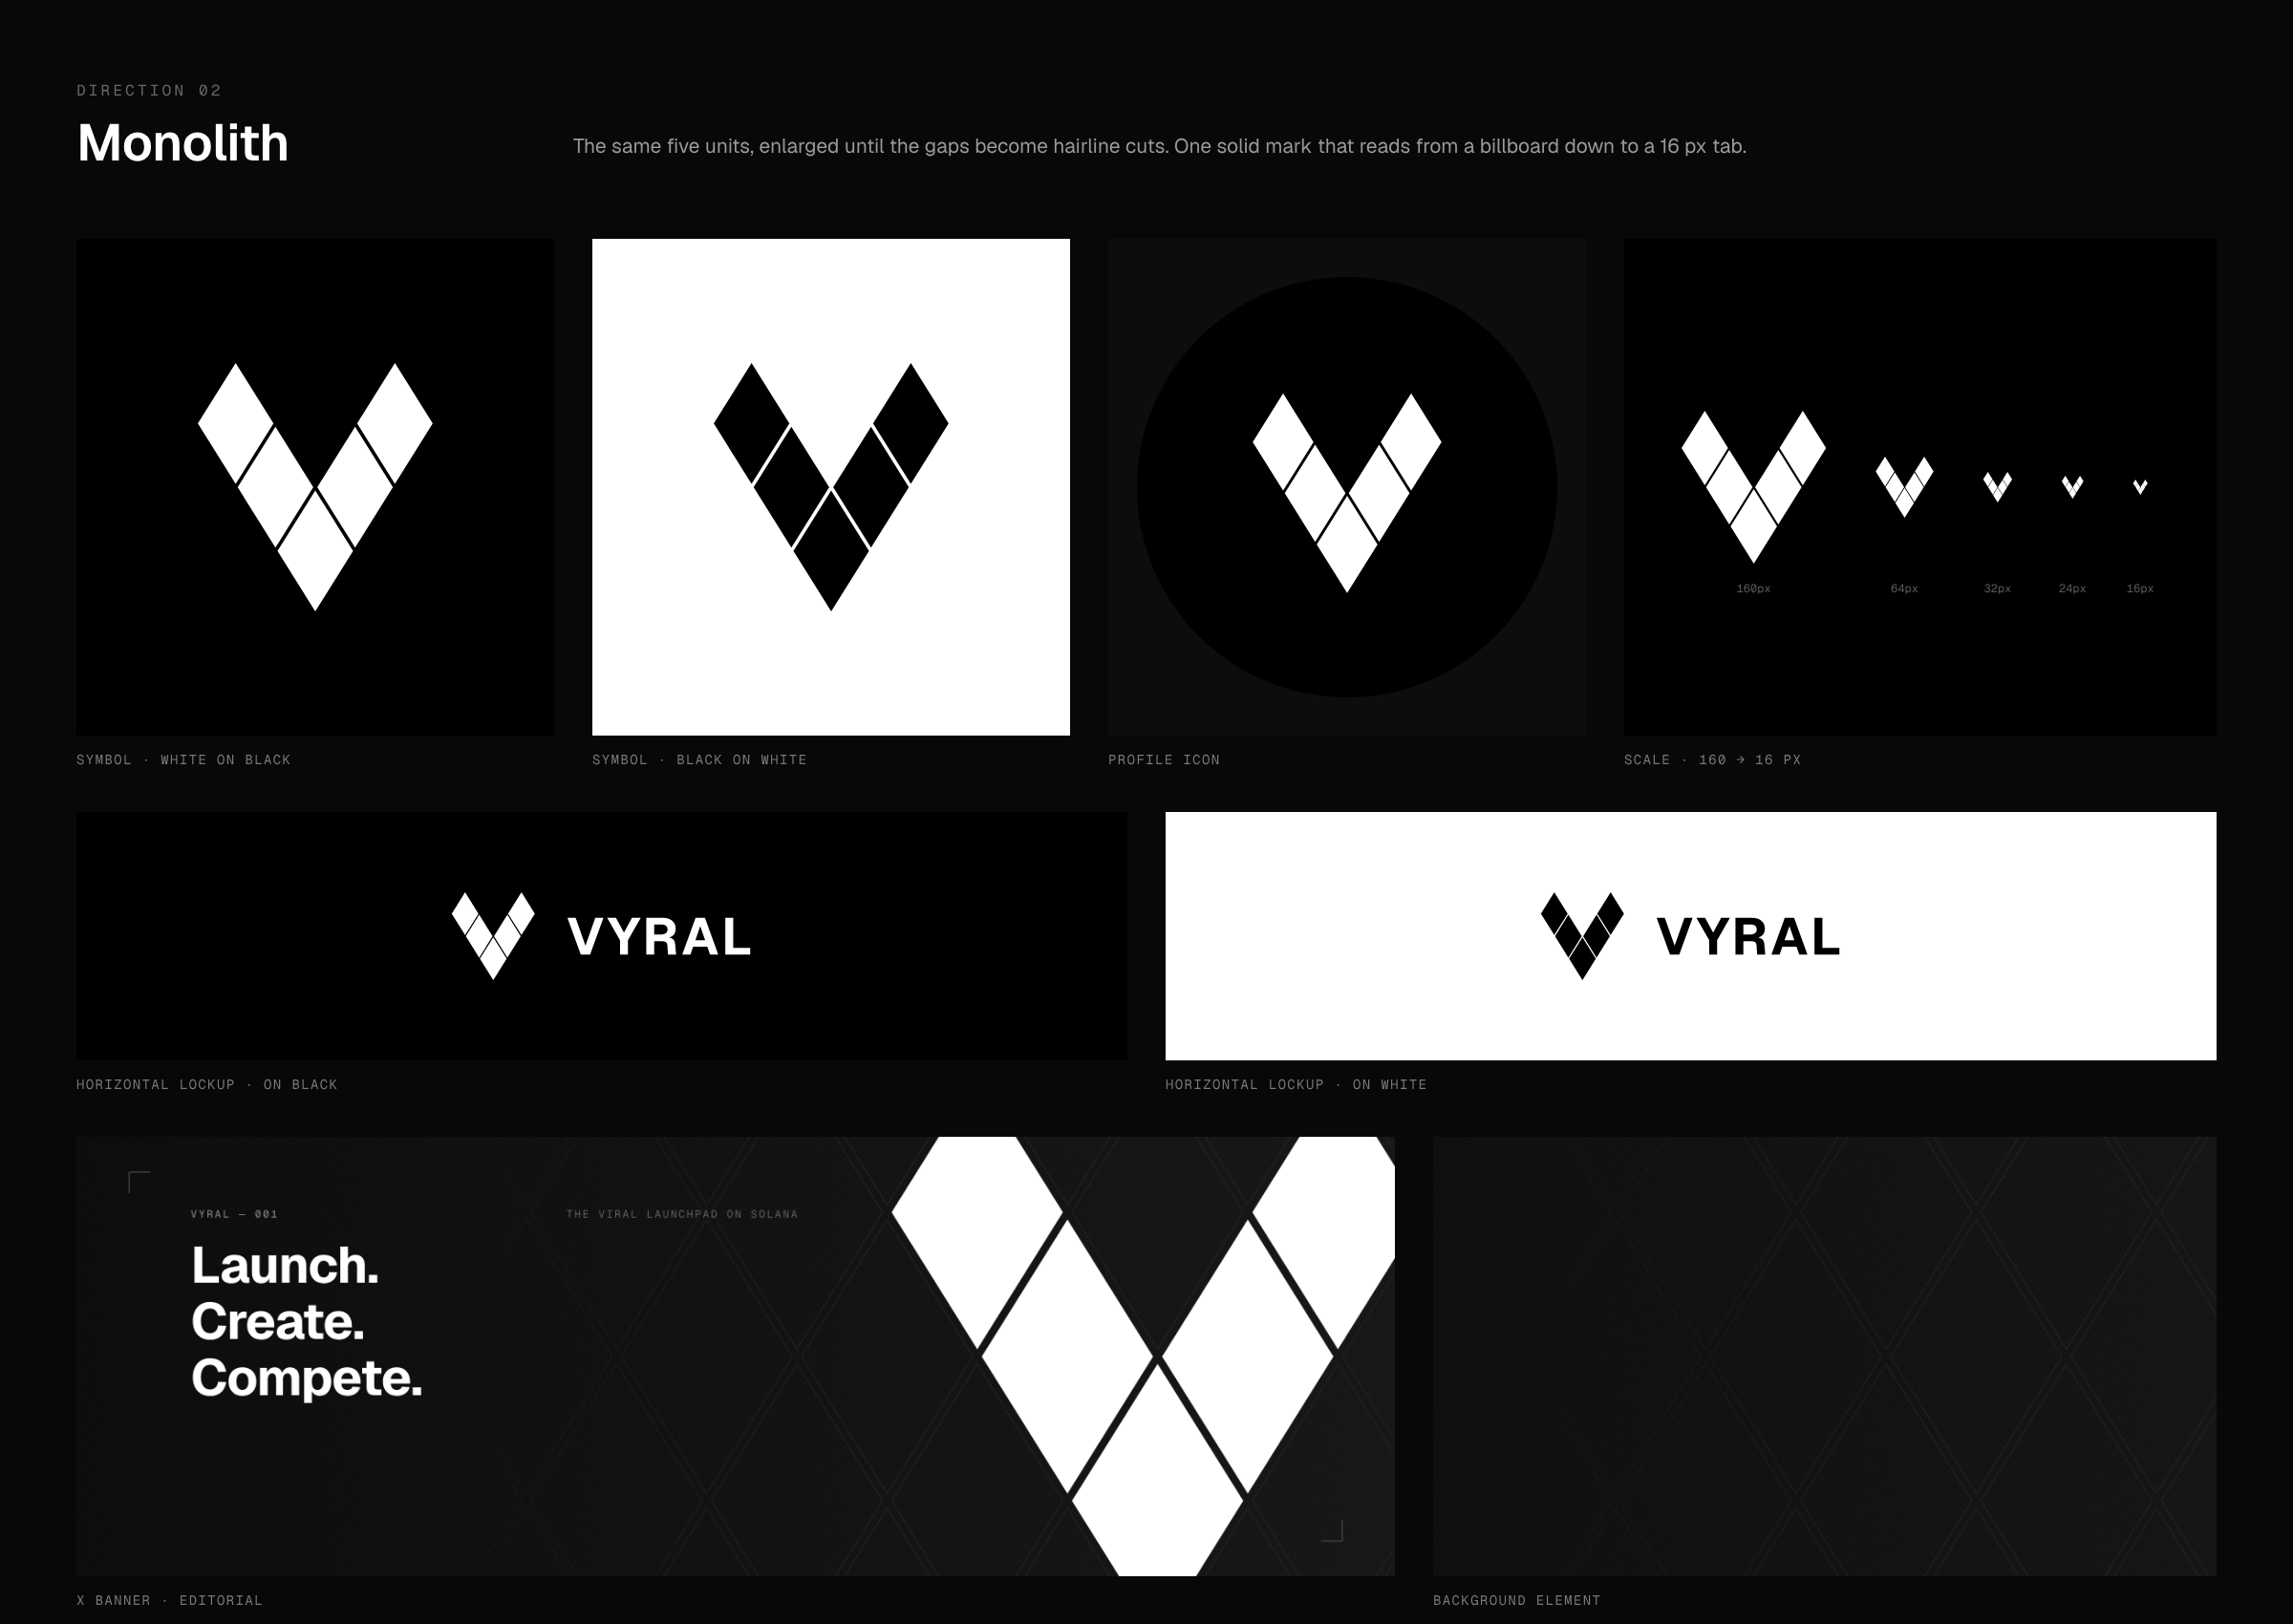 DIRECTION 02
Monolith
The same five units, enlarged until the gaps become hairline cuts. One solid mark that reads from a billboard down to a 16 px tab.
160px
64px
32px
24px
16px
SYMBOL · WHITE ON BLACK
SYMBOL · BLACK ON WHITE
PROFILE ICON
SCALE · 160 → 16 PX
VYRAL
VYRAL
HORIZONTAL LOCKUP · ON BLACK
HORIZONTAL LOCKUP · ON WHITE
VYRAL — 001
THE VIRAL LAUNCHPAD ON SOLANA
Launch.
Create.
Compete.
X BANNER · EDITORIAL
BACKGROUND ELEMENT